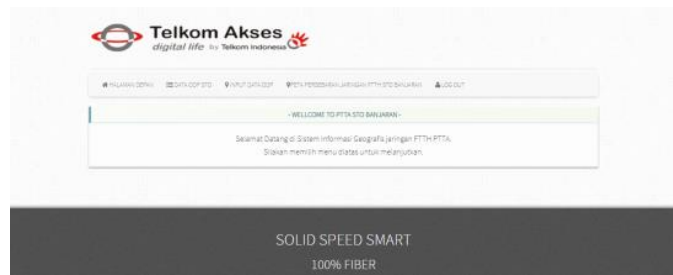 Telkom Akses
digital life by Telkom Indonesia
HALAMAN DEPAN DATA ODP STO INPUT DATA ODP PETA PERSEBARAN JARINGAN FTTH STO BANJARAN LOG OUT
- WELLCOME TO PTTA STO BANJARAN -
Selamat Datang di Sistem Informasi Geografis jaringan FTTH PTTA.
Silakan memilih menu diatas untuk melanjutkan.
SOLID SPEED SMART
100% FIBER